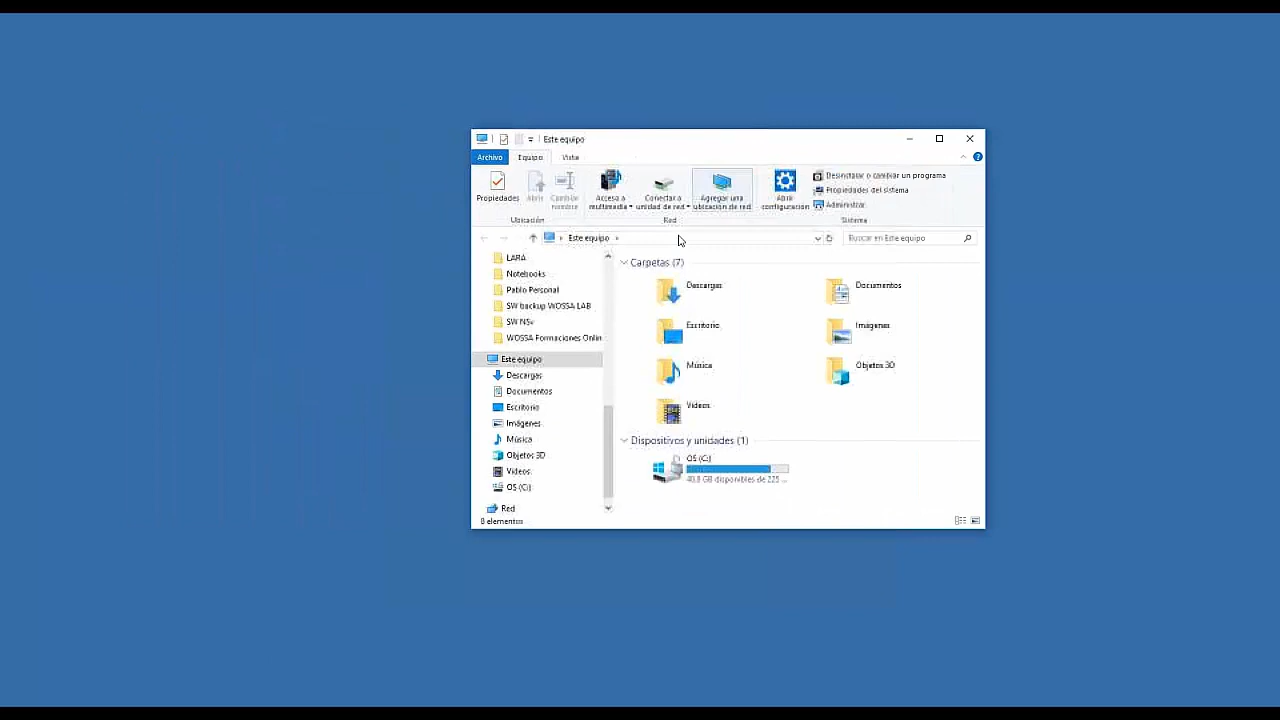 Este equipo
Archivo Equipo Vista
Propiedades Abrir Cambiar nombre
Acceso a multimedia Conectar a unidad de red Agregar una ubicación de red
Abrir configuración
Desinstalar o cambiar un programa
Propiedades del sistema
Administrar
Ubicación Red Sistema
Este equipo
Buscar en Este equipo
LARA
Notebooks
Pablo Personal
SW backup WOSSA LAB
SW NSv
WOSSA Formaciones Onlin
Este equipo
Descargas
Documentos
Escritorio
Imágenes
Música
Objetos 3D
Vídeos
OS (C:)
Red
Carpetas (7)
Descargas
Documentos
Escritorio
Imágenes
Música
Objetos 3D
Vídeos
Dispositivos y unidades (1)
OS (C:)
40,8 GB disponibles de 225 ...
8 elementos